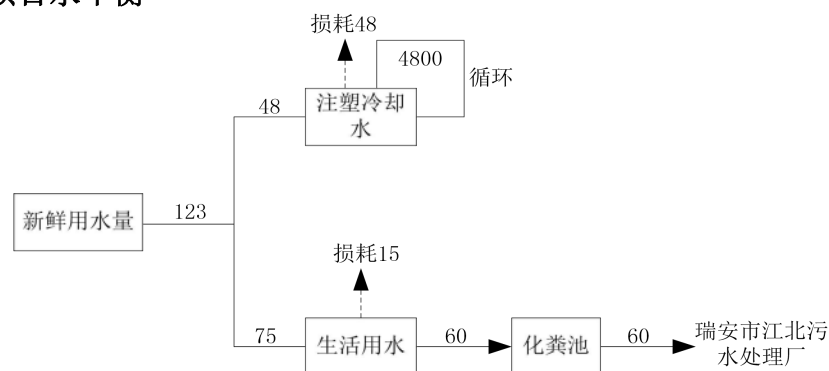 损耗48
4800
循环
48
注塑冷却
水
新鲜用水量
123
损耗15
75
生活用水
60
化粪池
60
瑞安市江北污
水处理厂